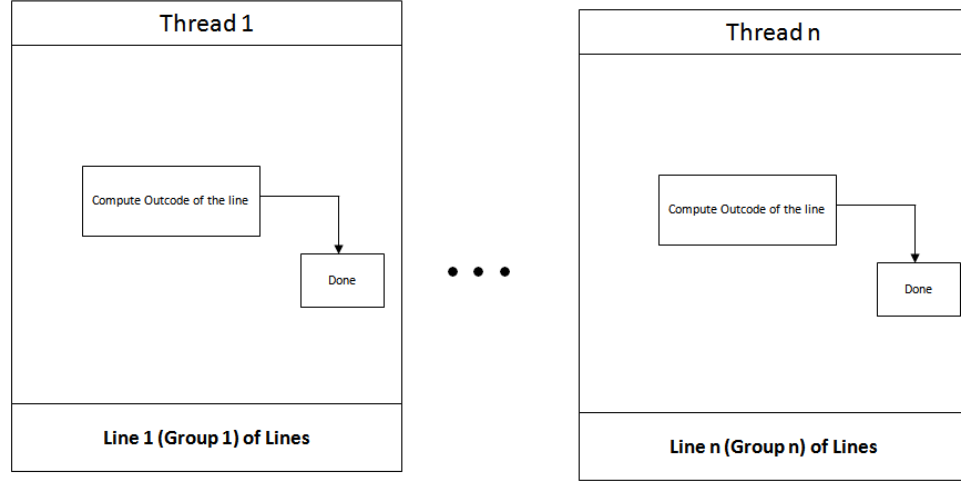 Thread 1
Compute Outcode of the line
Done
Line 1 (Group 1) of Lines
Thread n
Compute Outcode of the line
Done
Line n (Group n) of Lines